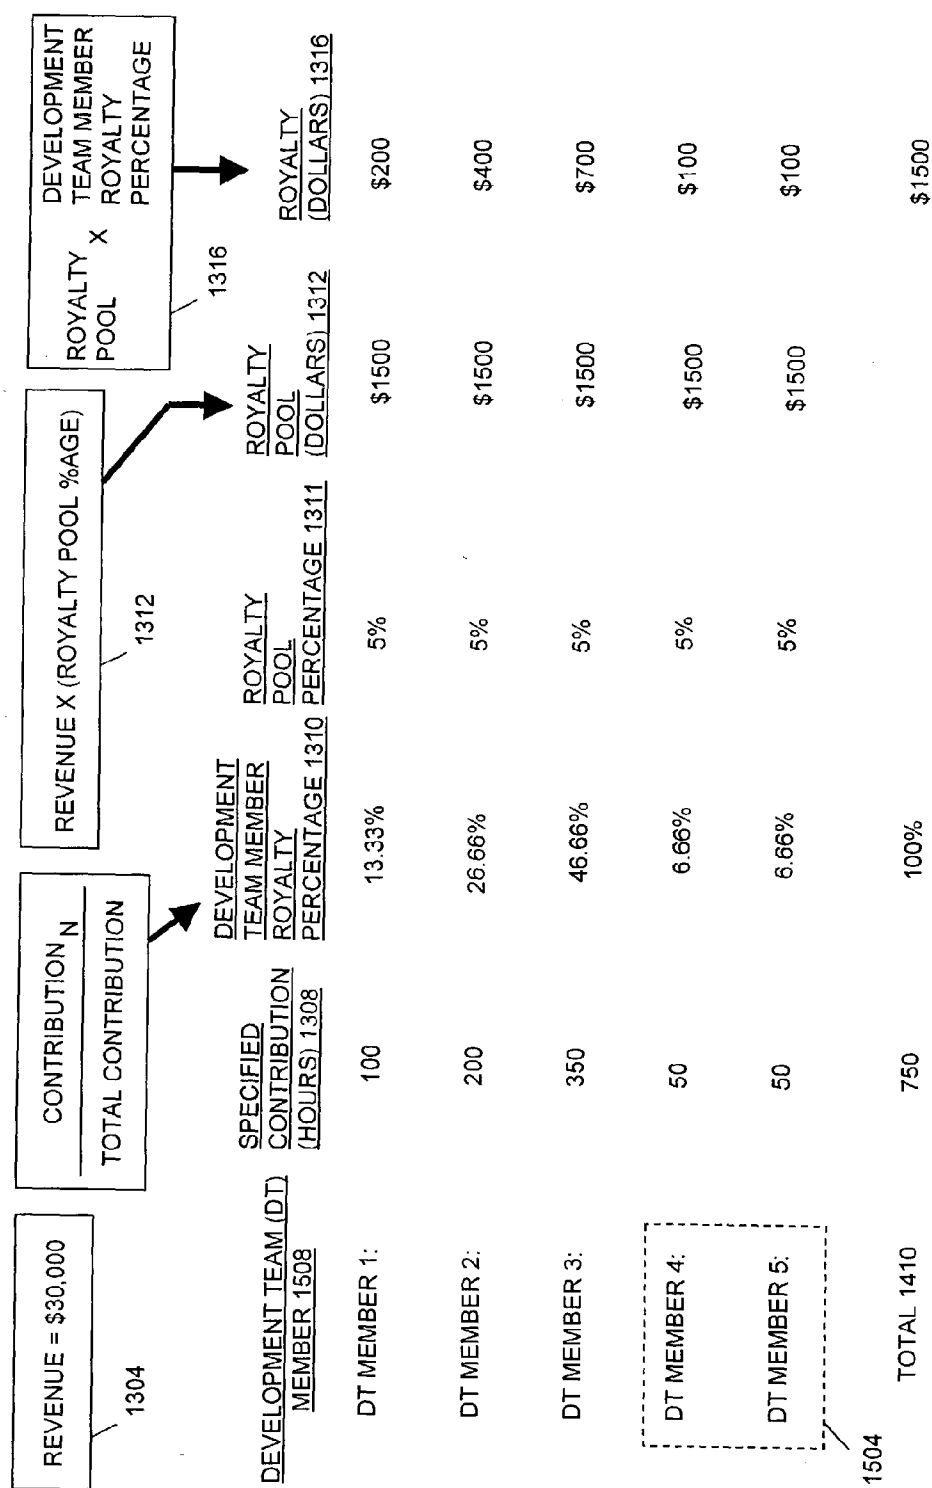 REVENUE = $30,000
1304
CONTRIBUTION N
TOTAL CONTRIBUTION
REVENUE X (ROYALTY POOL %AGE)
1312
ROYALTY
POOL
X
DEVELOPMENT
TEAM MEMBER
ROYALTY
PERCENTAGE
1316
DEVELOPMENT TEAM (DT)
MEMBER 1508
SPECIFIED
CONTRIBUTION
(HOURS) 1308
DEVELOPMENT
TEAM MEMBER
ROYALTY
PERCENTAGE 1310
ROYALTY
POOL
PERCENTAGE 1311
ROYALTY
POOL
(DOLLARS) 1312
ROYALTY
(DOLLARS) 1316
DT MEMBER 1: 100 13.33% 5% $1500 $200
DT MEMBER 2: 200 26.66% 5% $1500 $400
DT MEMBER 3: 350 46.66% 5% $1500 $700
DT MEMBER 4: 50 6.66% 5% $1500 $100
DT MEMBER 5: 50 6.66% 5% $1500 $100
1504
TOTAL 1410 750 100% $1500